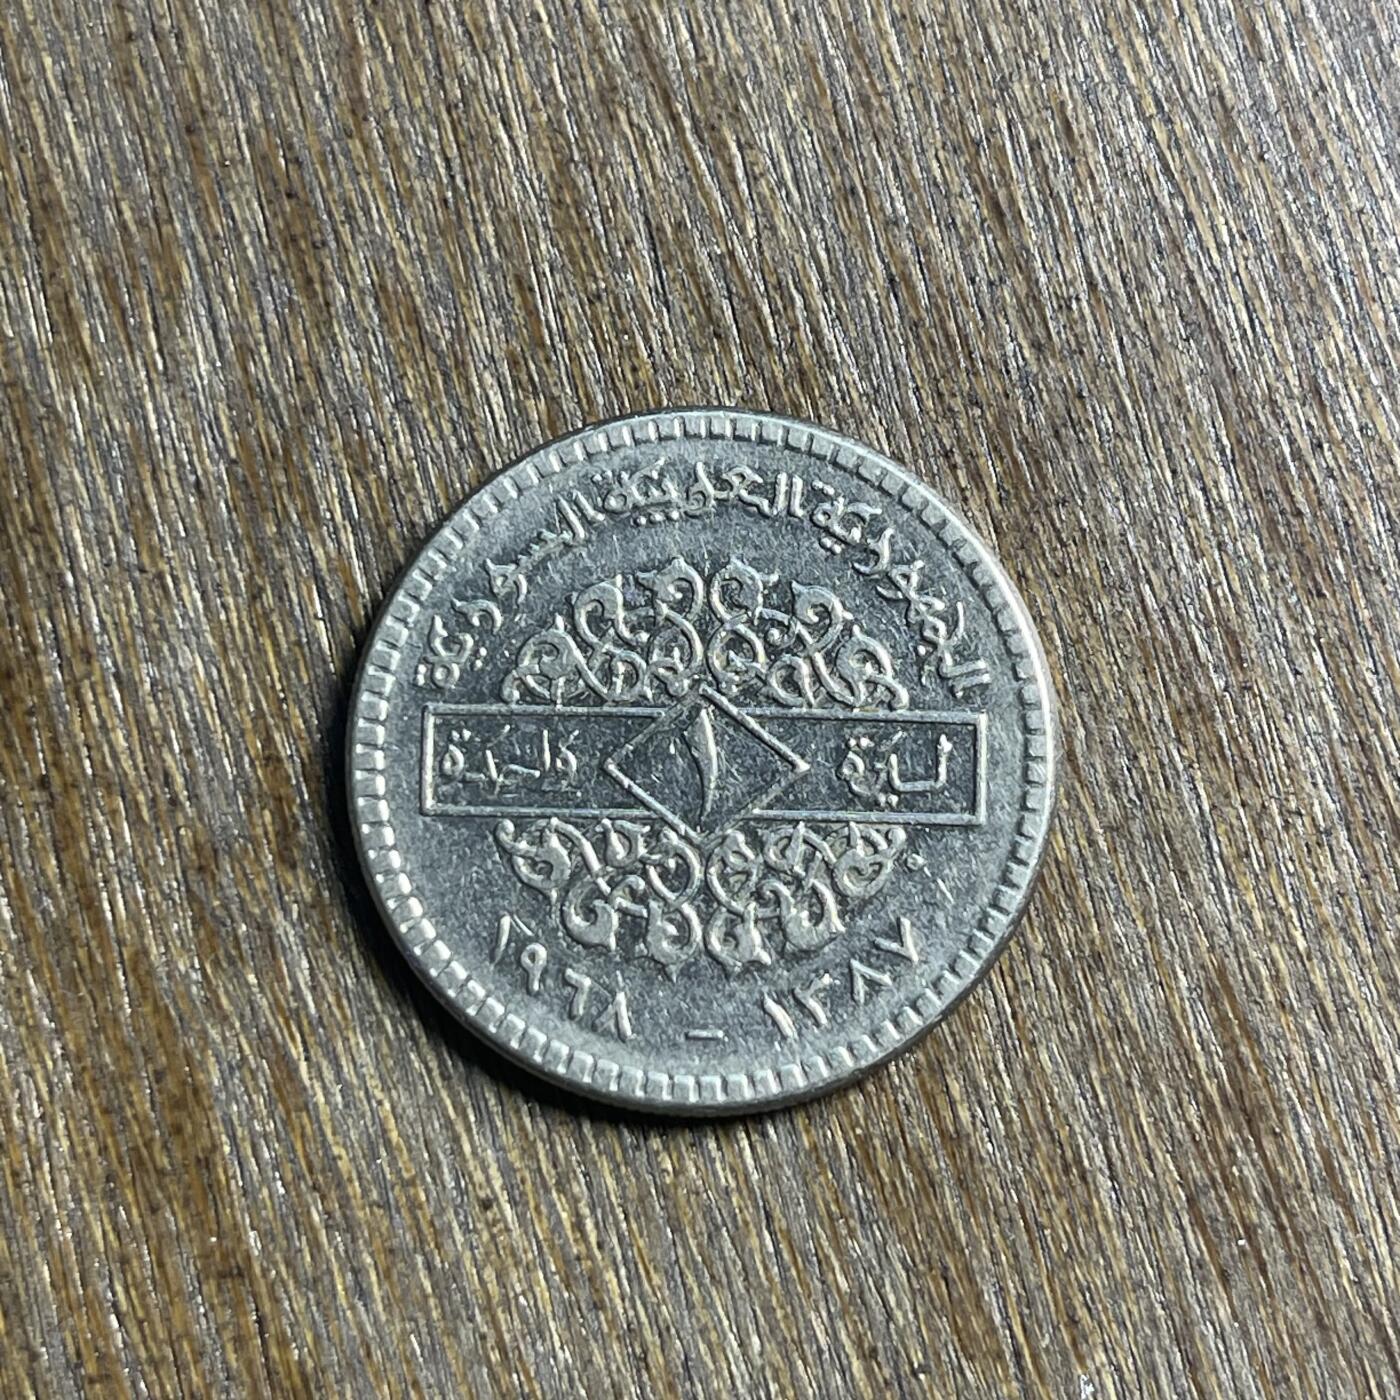 الجمهورية العربية السورية
ليرة ١ واحدة
١٩٦٨ – ١٣٨٧